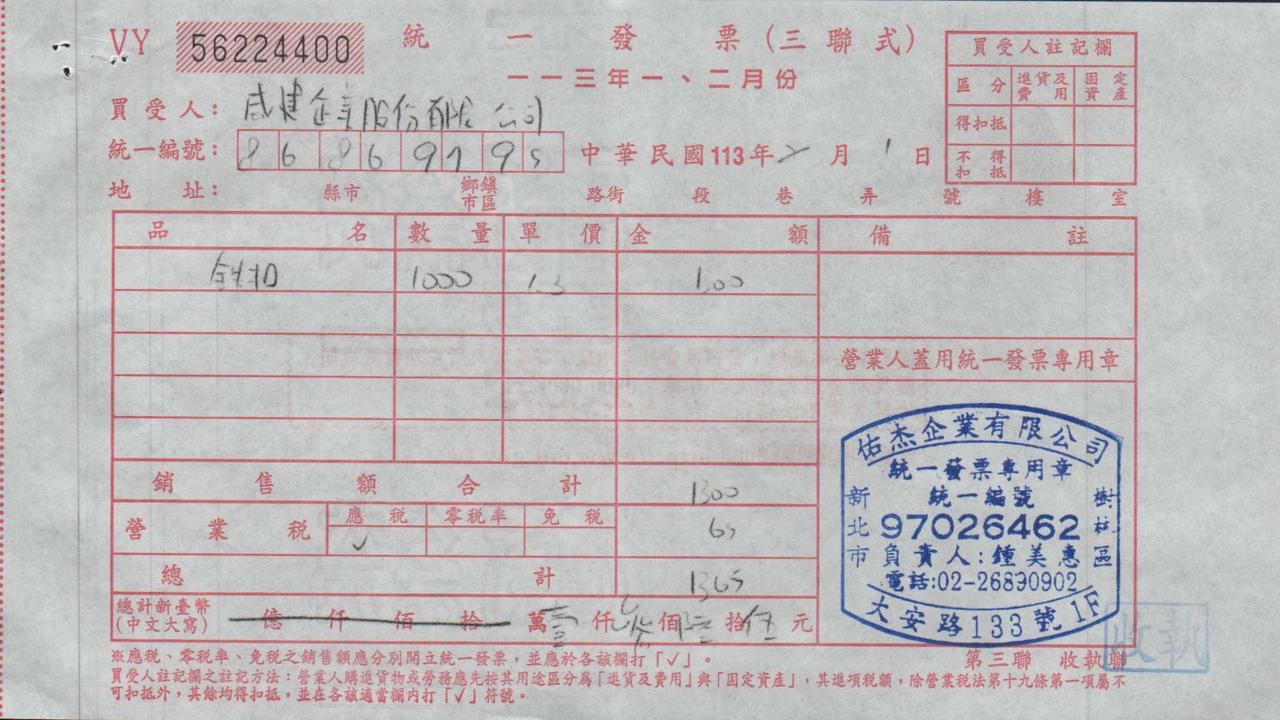 VY 56224400 統一發票(三聯式)
一一三年一、二月份
買受人註記欄
區分 進貨及費用 固定資產
得扣抵
不得扣抵
買受人: 威健企業股份有限公司
統一編號: 86869795 中華民國113年2月1日
地址: 縣市 鄉鎮市區 路街 段 巷 弄 號 樓 室
品名 數量 單價 金額 備註
1000 1.3 1300
營業人蓋用統一發票專用章
銷售額合計 1300
營業稅 應稅 零稅率 免稅 65
✓
總計 1365
總計新臺幣(中文大寫) 億 仟 佰 拾 萬 壹 仟 佰 拾 伍 元
佑杰企業有限公司
統一發票專用章
統一編號
97026462
負責人:鍾美惠
電話:02-26830902
新北市樹林區
大安路133號1F
第三聯 收執聯
收執
※應稅、零稅率、免稅之銷售額應分別開立統一發票,並應於各該欄打「✓」。
買受人註記欄之註記方法:營業人購進貨物或勞務應先按其用途區分為「進貨及費用」與「固定資產」,其進項稅額,除營業稅法第十九條第一項屬不
可扣抵外,其餘均得扣抵,並在各該適當欄內打「✓」符號。